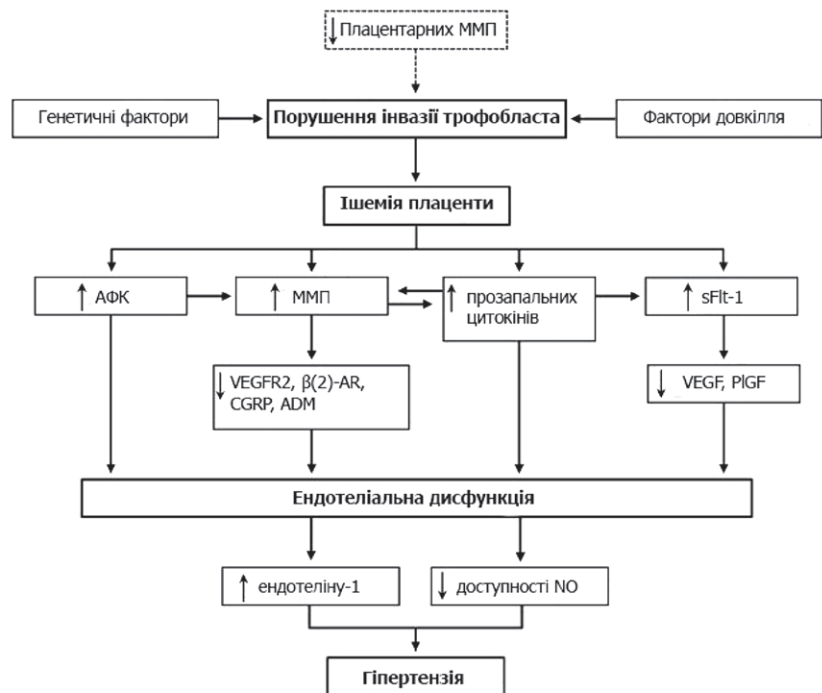 ↓ Плацентарних ММП
Генетичні фактори
Порушення інвазії трофобласта
Фактори довкілля
Ішемія плаценти
↑ АФК
↑ ММП
↑ прозапальних
цитокінів
↑ sFlt-1
↓ VEGFR2, β(2)-AR,
CGRP, ADM
↓ VEGF, PlGF
Ендотеліальна дисфункція
↑ ендотеліну-1
↓ доступності NO
Гіпертензія